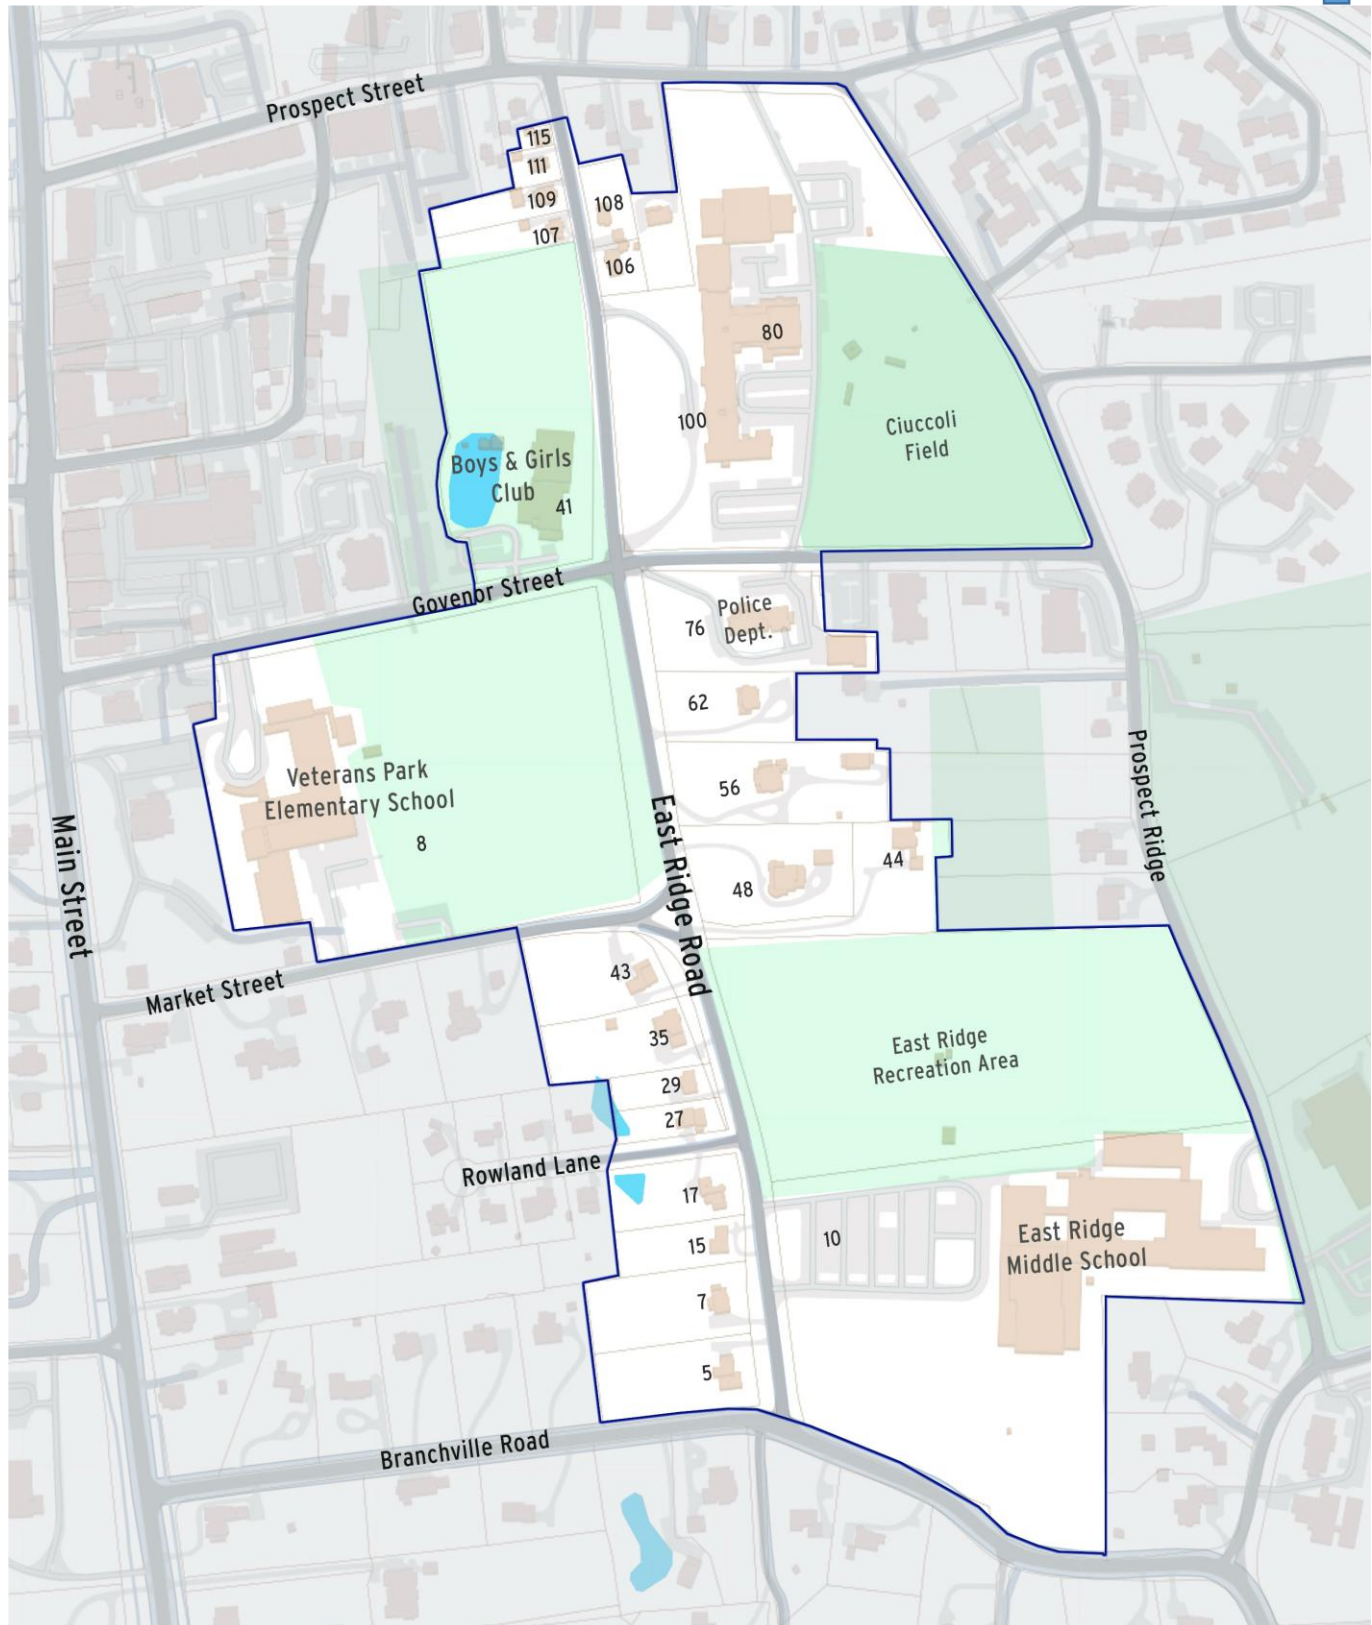 Prospect Street
115
111
109
108
107
106
80
100
Ciuccoli
Field
Boys & Girls
Club
41
Govenor Street
Police
Dept.
76
62
Veterans Park
Elementary School
8
56
Main Street
East Ridge Road
Prospect Ridge
44
48
Market Street
43
35
East Ridge
Recreation Area
29
27
Rowland Lane
17
15
10
East Ridge
Middle School
7
5
Branchville Road